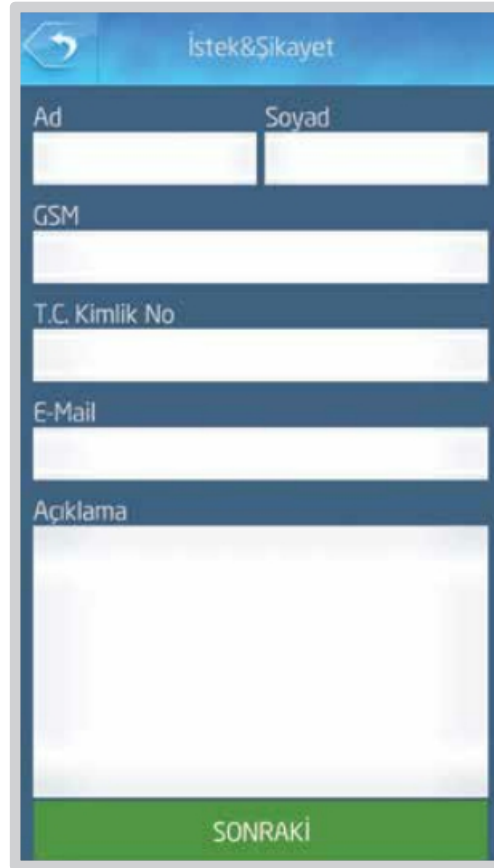 İstek&Şikayet
Ad
Soyad
GSM
T.C. Kimlik No
E-Mail
Açıklama
SONRAKİ